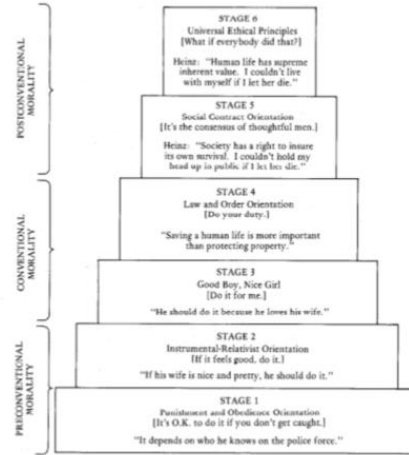 POSTCONVENTIONAL
MORALITY
STAGE 6
Universal Ethical Principles
[What if everybody did that?]
Heinz: "Human life has supreme
inherent value. I couldn't live
with myself if I let her die."
STAGE 5
Social Contract Orientation
[It's the consensus of thoughtful men.]
Heinz: "Society has a right to insure
its own survival. I couldn't hold my
head up in public if I let her die."
CONVENTIONAL
MORALITY
STAGE 4
Law and Order Orientation
[Do your duty.]
"Saving a human life is more important
than protecting property."
STAGE 3
Good Boy, Nice Girl
[Do it for me.]
"He should do it because he loves his wife."
PRECONVENTIONAL
MORALITY
STAGE 2
Instrumental-Relativist Orientation
[If it feels good, do it.]
"If his wife is nice and pretty, he should do it."
STAGE 1
Punishment and Obedience Orientation
[It's O.K. to do it if you don't get caught.]
"It depends on who he knows on the police force."